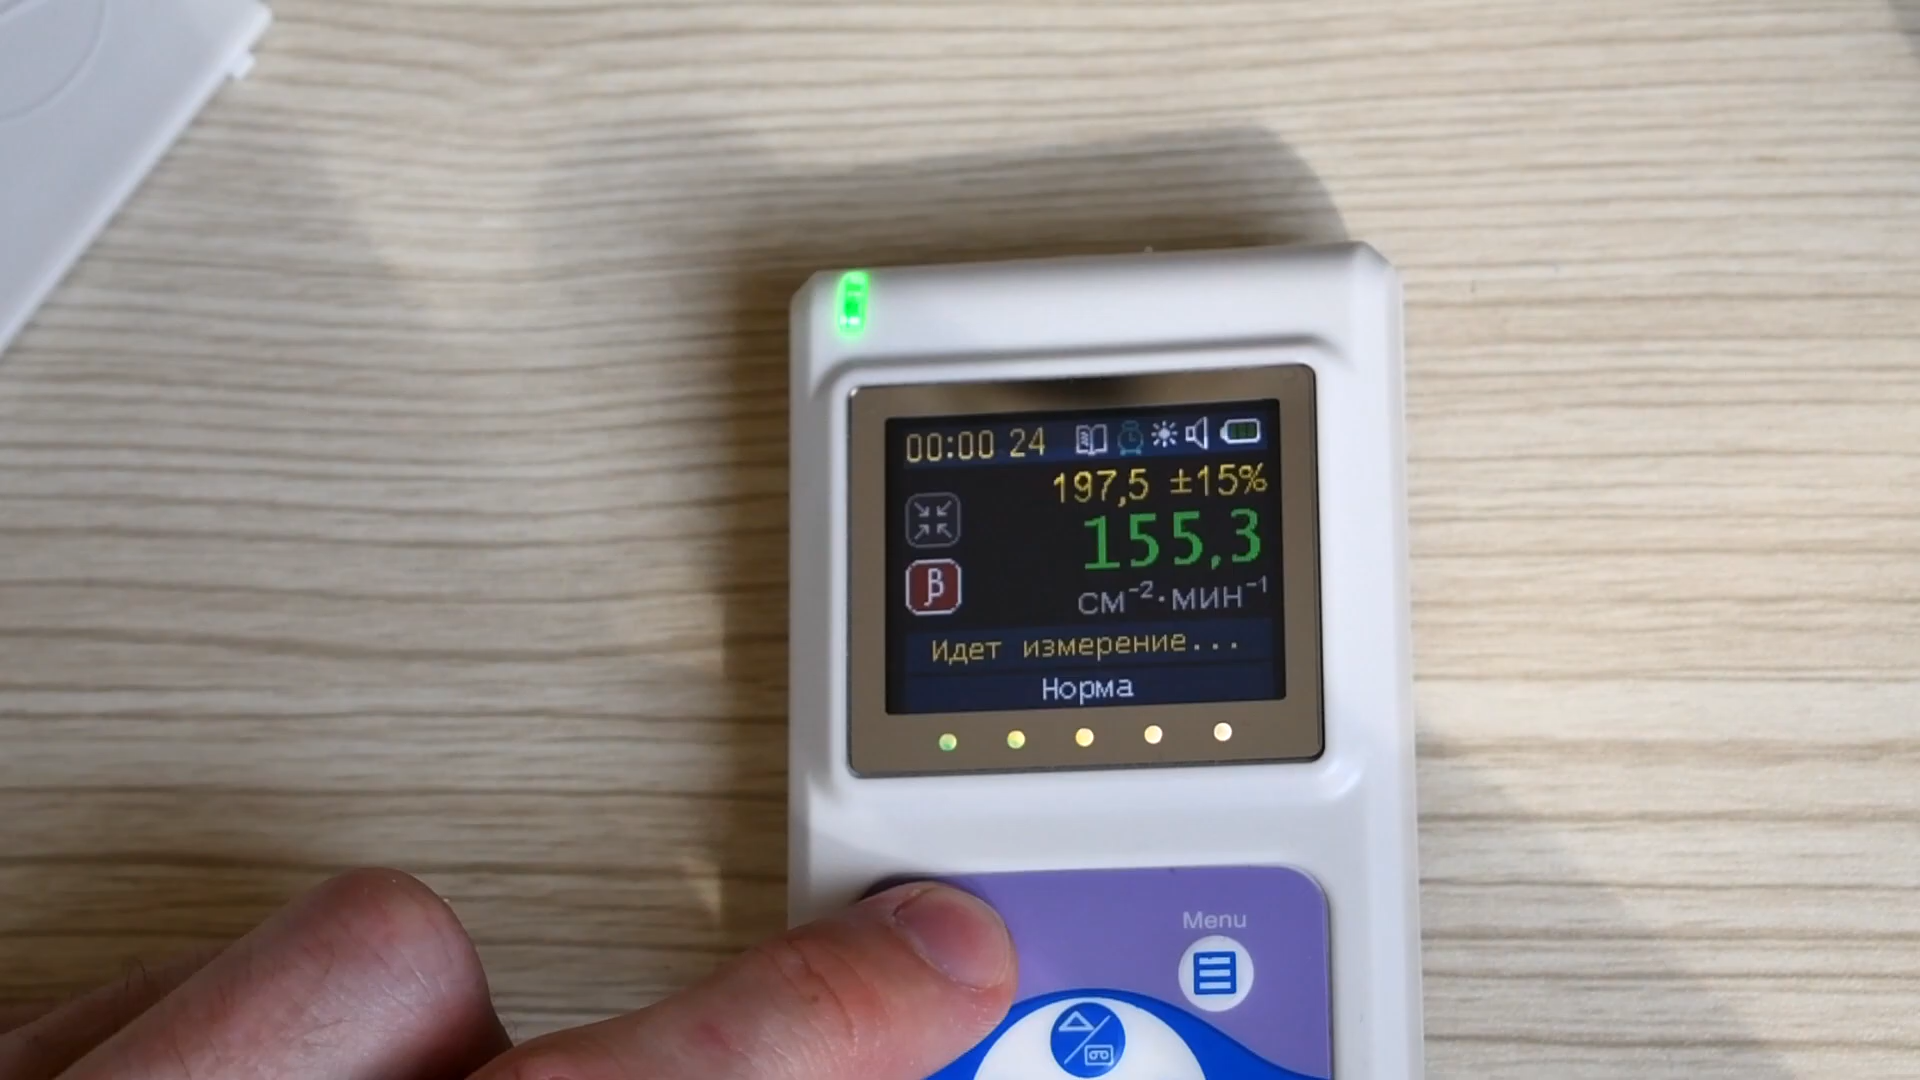 00:00 24
197,5 ±15%
155,3
β
см⁻²·мин⁻¹
Идет измерение...
Норма
Menu